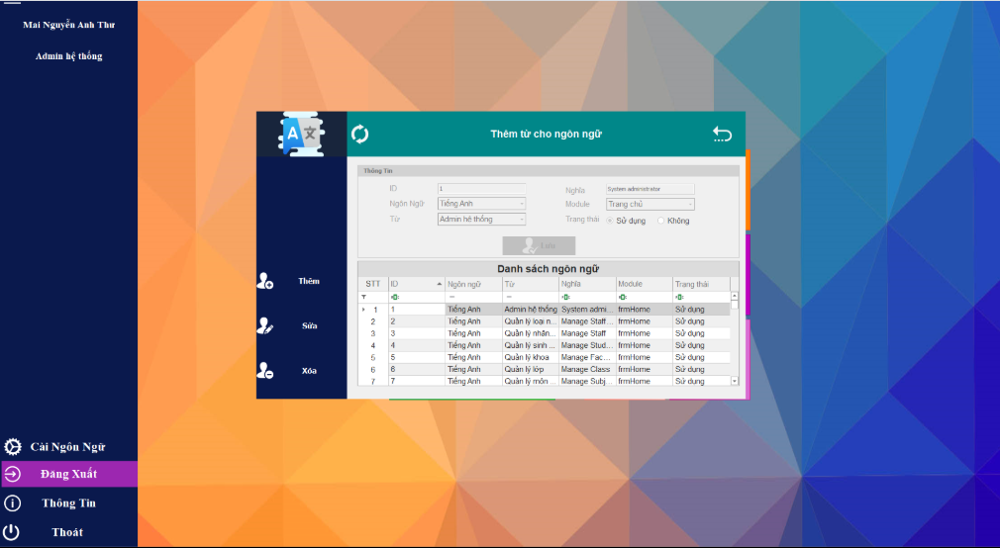 Mai Nguyễn Anh Thư
Admin hệ thống
A 文
Thêm từ cho ngôn ngữ
Thông Tin
ID 1 Nghĩa System administrator
Ngôn Ngữ Tiếng Anh Module Trang chủ
Từ Admin hệ thống Trạng thái Sử dụng Không
Lưu
Danh sách ngôn ngữ
STT ID Ngôn ngữ Từ Nghĩa Module Trạng thái
1 1 Tiếng Anh Admin hệ thống System admi... frmHome Sử dụng
2 2 Tiếng Anh Quản lý loại n... Manage Staff... frmHome Sử dụng
3 3 Tiếng Anh Quản lý nhân... Manage Staff frmHome Sử dụng
4 4 Tiếng Anh Quản lý sinh ... Manage Stud... frmHome Sử dụng
5 5 Tiếng Anh Quản lý khoa Manage Fac... frmHome Sử dụng
6 6 Tiếng Anh Quản lý lớp Manage Class frmHome Sử dụng
7 7 Tiếng Anh Quản lý môn ... Manage Subj... frmHome Sử dụng
Thêm
Sửa
Xóa
Cài Ngôn Ngữ
Đăng Xuất
Thông Tin
Thoát